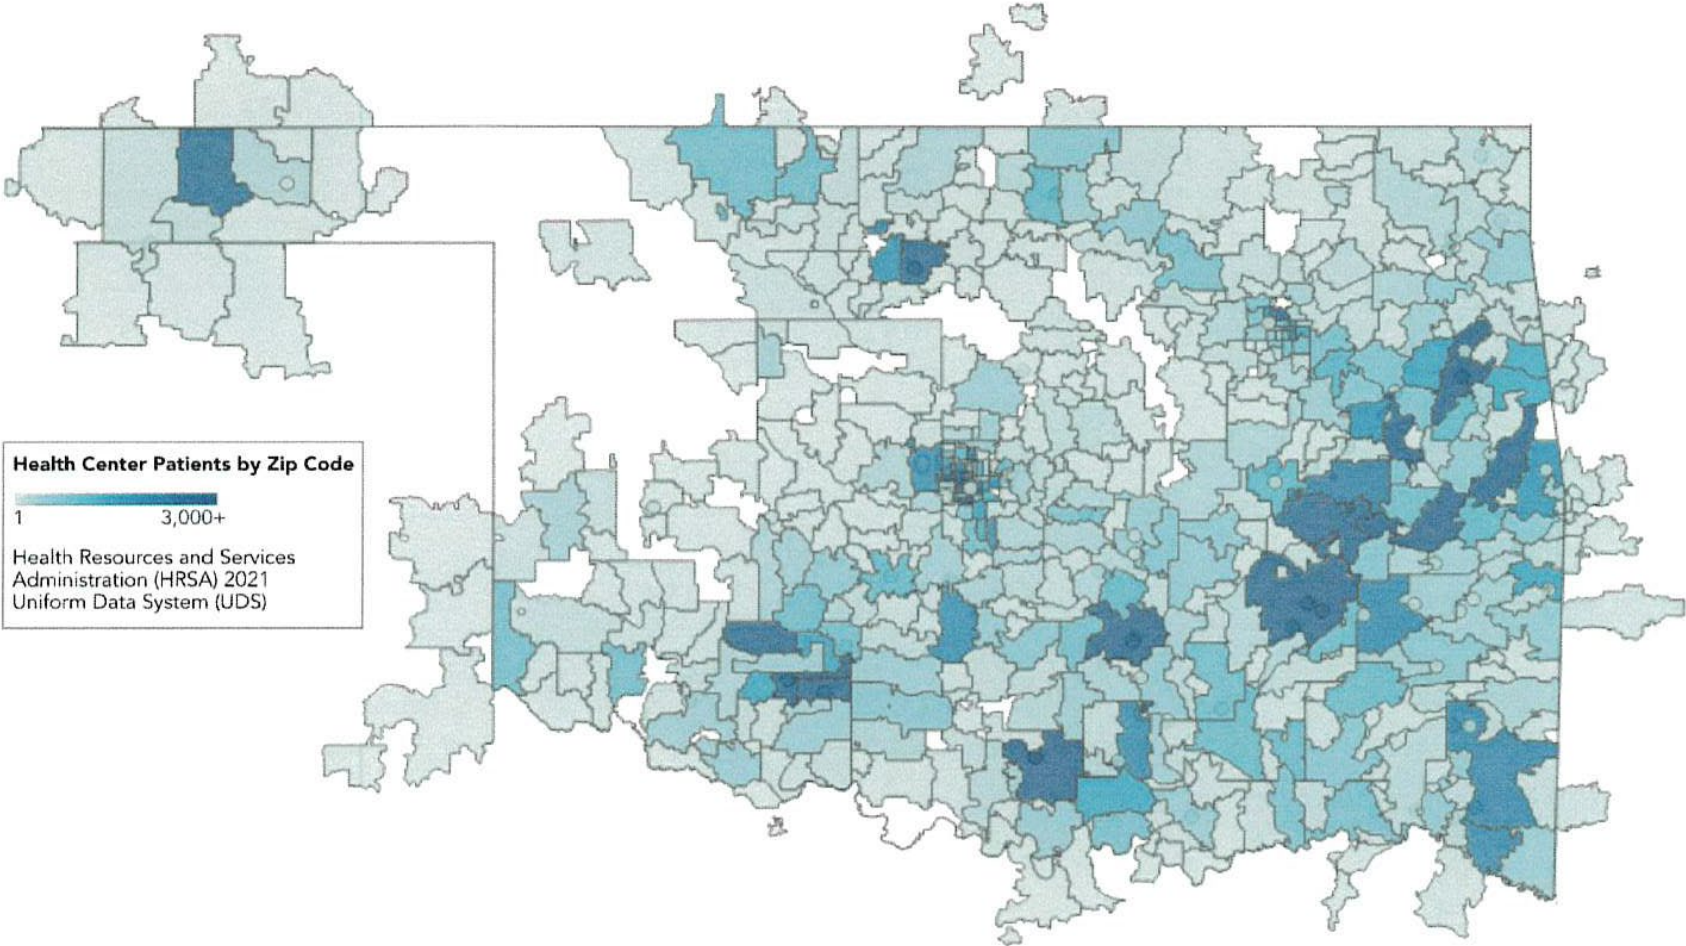 Health Center Patients by Zip Code
1 3,000+
Health Resources and Services
Administration (HRSA) 2021
Uniform Data System (UDS)